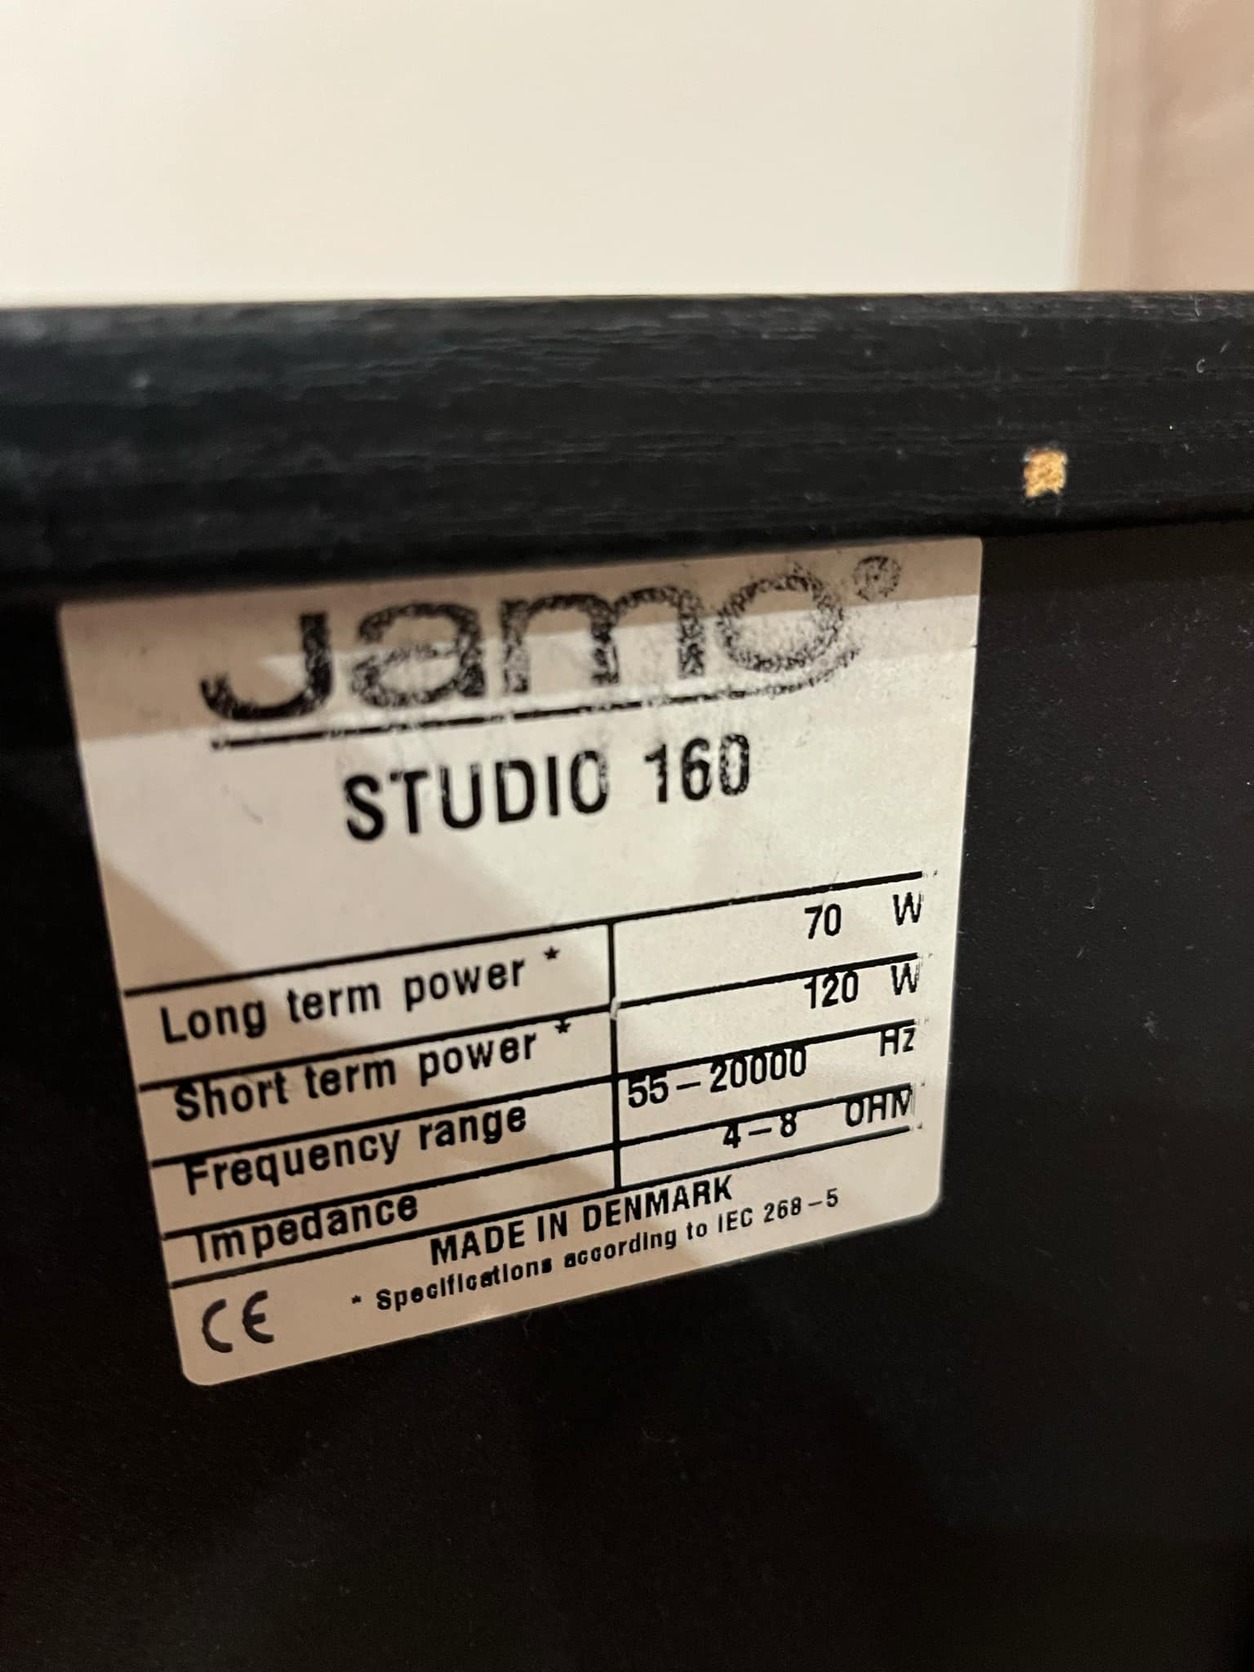 Jamo®
STUDIO 160
Long term power * 70 W
Short term power * 120 W
Frequency range 55-20000 Hz
Impedance 4-8 OHM
MADE IN DENMARK
CE * Specifications according to IEC 268-5